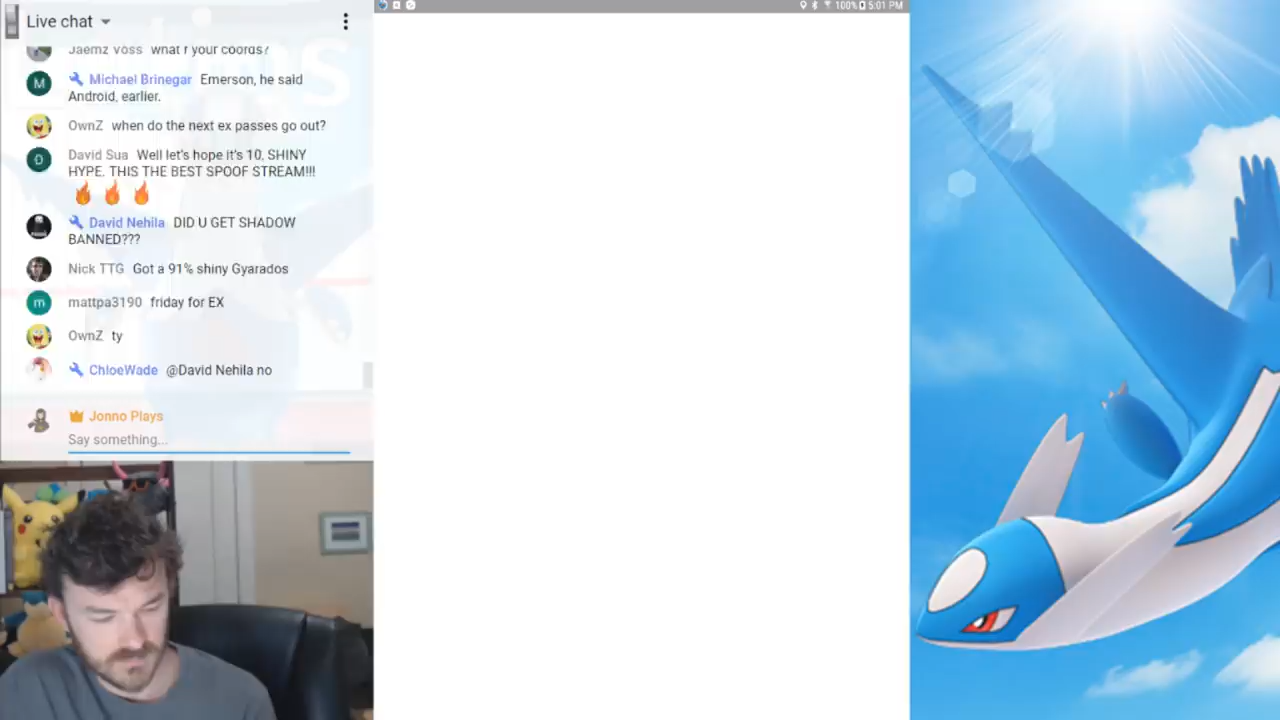 Live chat
100% 5:01 PM
Jaemz Voss what r your coords?
Michael Brinegar Emerson, he said
Android, earlier.
OwnZ when do the next ex passes go out?
David Sua Well let's hope it's 10, SHINY
HYPE. THIS THE BEST SPOOF STREAM!!!
David Nehila DID U GET SHADOW
BANNED???
Nick TTG Got a 91% shiny Gyarados
mattpa3190 friday for EX
OwnZ ty
ChloeWade @David Nehila no
Jonno Plays
Say something...
M
D
m